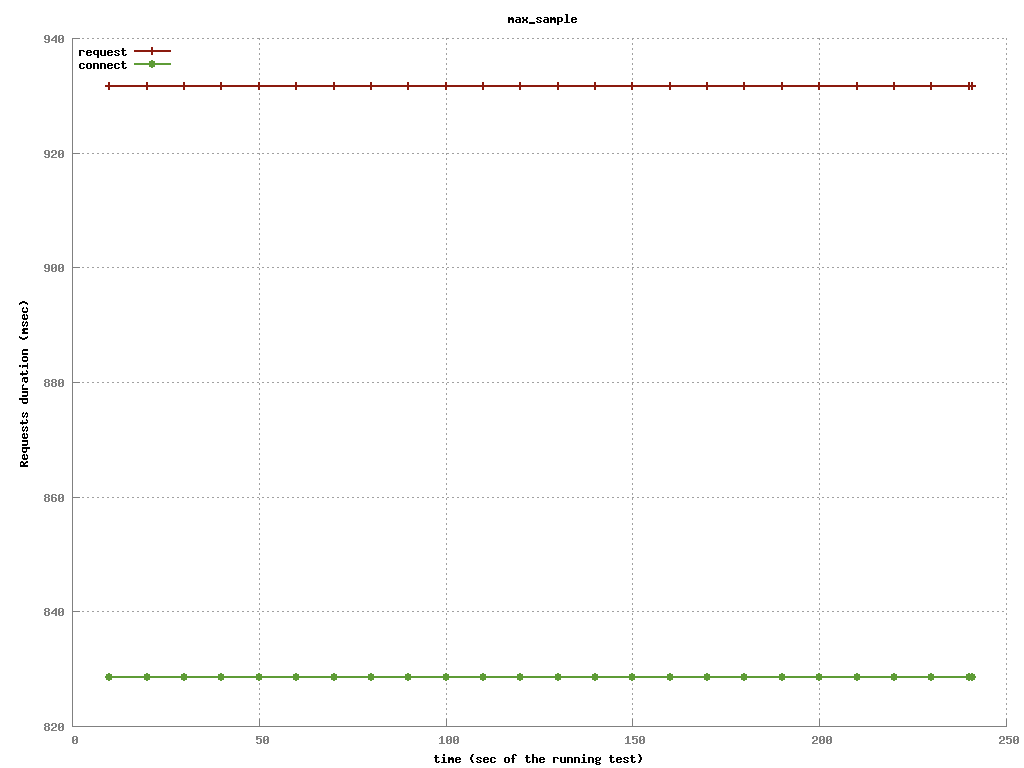 max_sample
940
request
connect
920
900
880
860
840
820
Requests duration (msec)
0 50 100 150 200 250
time (sec of the running test)